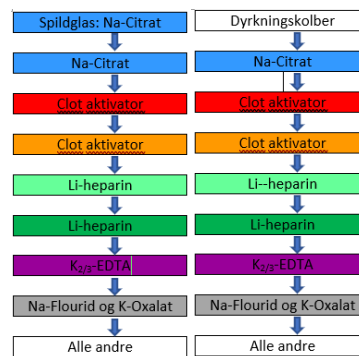 Spildglas: Na-Citrat
Na-Citrat
Clot aktivator
Clot aktivator
Li-heparin
Li-heparin
K2/3-EDTA
Na-Flourid og K-Oxalat
Alle andre
Dyrkningskolber
Na-Citrat
Clot aktivator
Clot aktivator
Li--heparin
Li-heparin
K2/3-EDTA
Na-Flourid og K-Oxalat
Alle andre